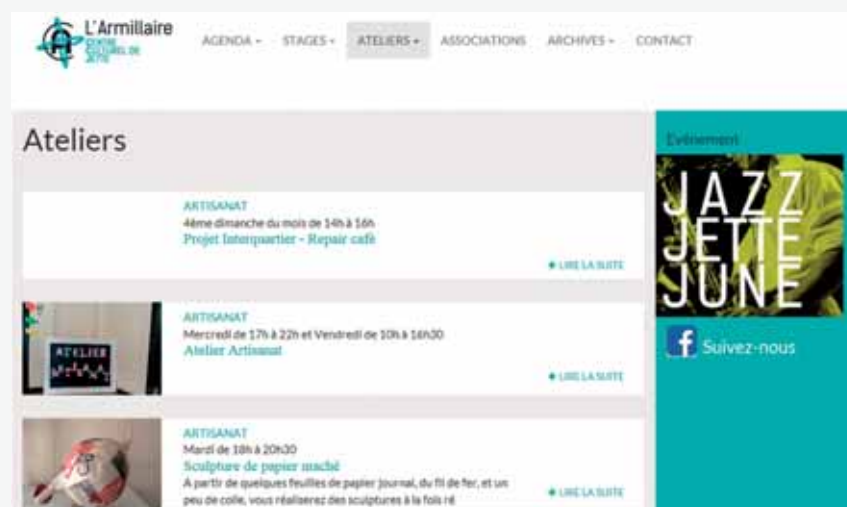 L'Armillaire
CENTRE
CULTUREL DE
JETTE
AGENDA STAGES ATELIERS ASSOCIATIONS ARCHIVES CONTACT
Ateliers
ARTISANAT
4ème dimanche du mois de 14h à 16h
Projet Interquartier - Repair café
LIRE LA SUITE
ARTISANAT
Mercredi de 17h à 22h et Vendredi de 10h à 16h30
Atelier Artisanat
LIRE LA SUITE
ATELIER
ARTISANAT
Mardi de 18h à 20h30
Sculpture de papier maché
A partir de quelques feuilles de papier journal, du fil de fer, et un
peu de colle, vous réaliserez des sculptures à la fois ré
LIRE LA SUITE
Evénement
JAZZ
JETTE
JUNE
f Suivez-nous